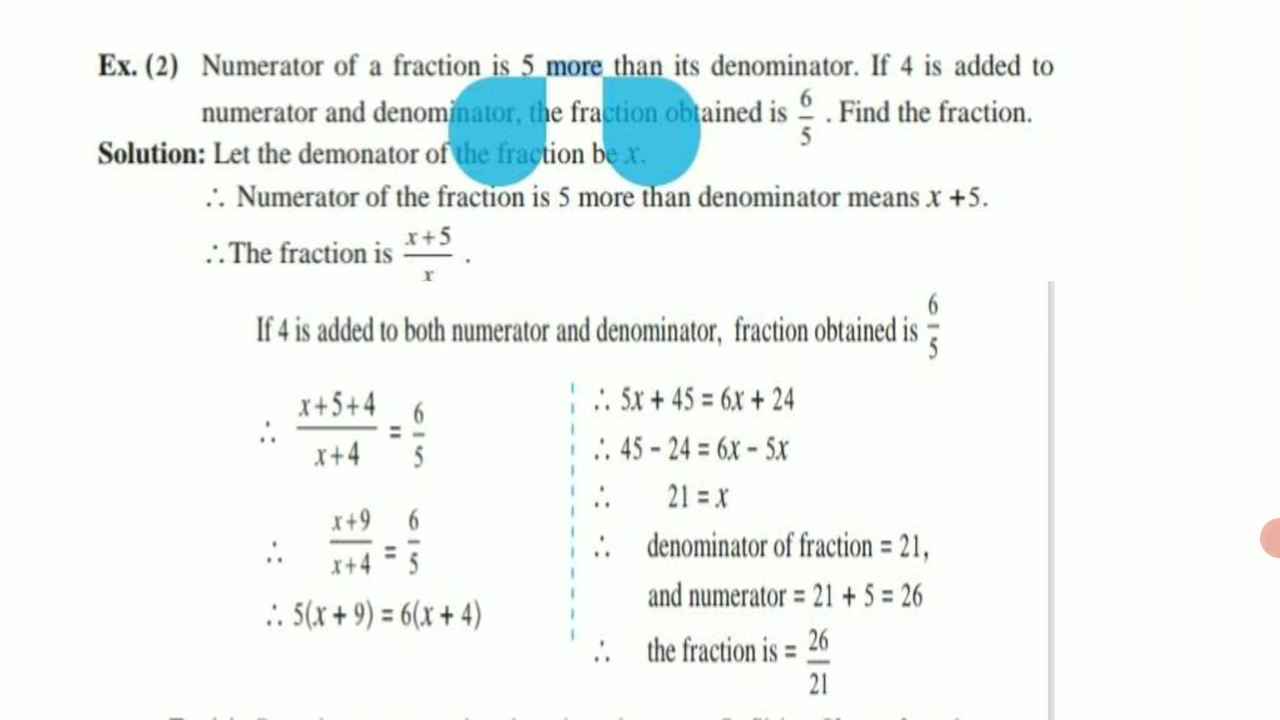 Ex. (2) Numerator of a fraction is 5 more than its denominator. If 4 is added to
numerator and denominator, the fraction obtained is 6/5 . Find the fraction.
Solution: Let the demonator of the fraction be x.
∴ Numerator of the fraction is 5 more than denominator means x +5.
∴The fraction is x+5/x .
If 4 is added to both numerator and denominator, fraction obtained is 6/5
∴ x+5+4/x+4 = 6/5
∴ x+9/x+4 = 6/5
∴ 5(x + 9) = 6(x + 4)
∴ 5x + 45 = 6x + 24
∴ 45 - 24 = 6x - 5x
∴ 21 = x
∴ denominator of fraction = 21,
and numerator = 21 + 5 = 26
∴ the fraction is = 26/21